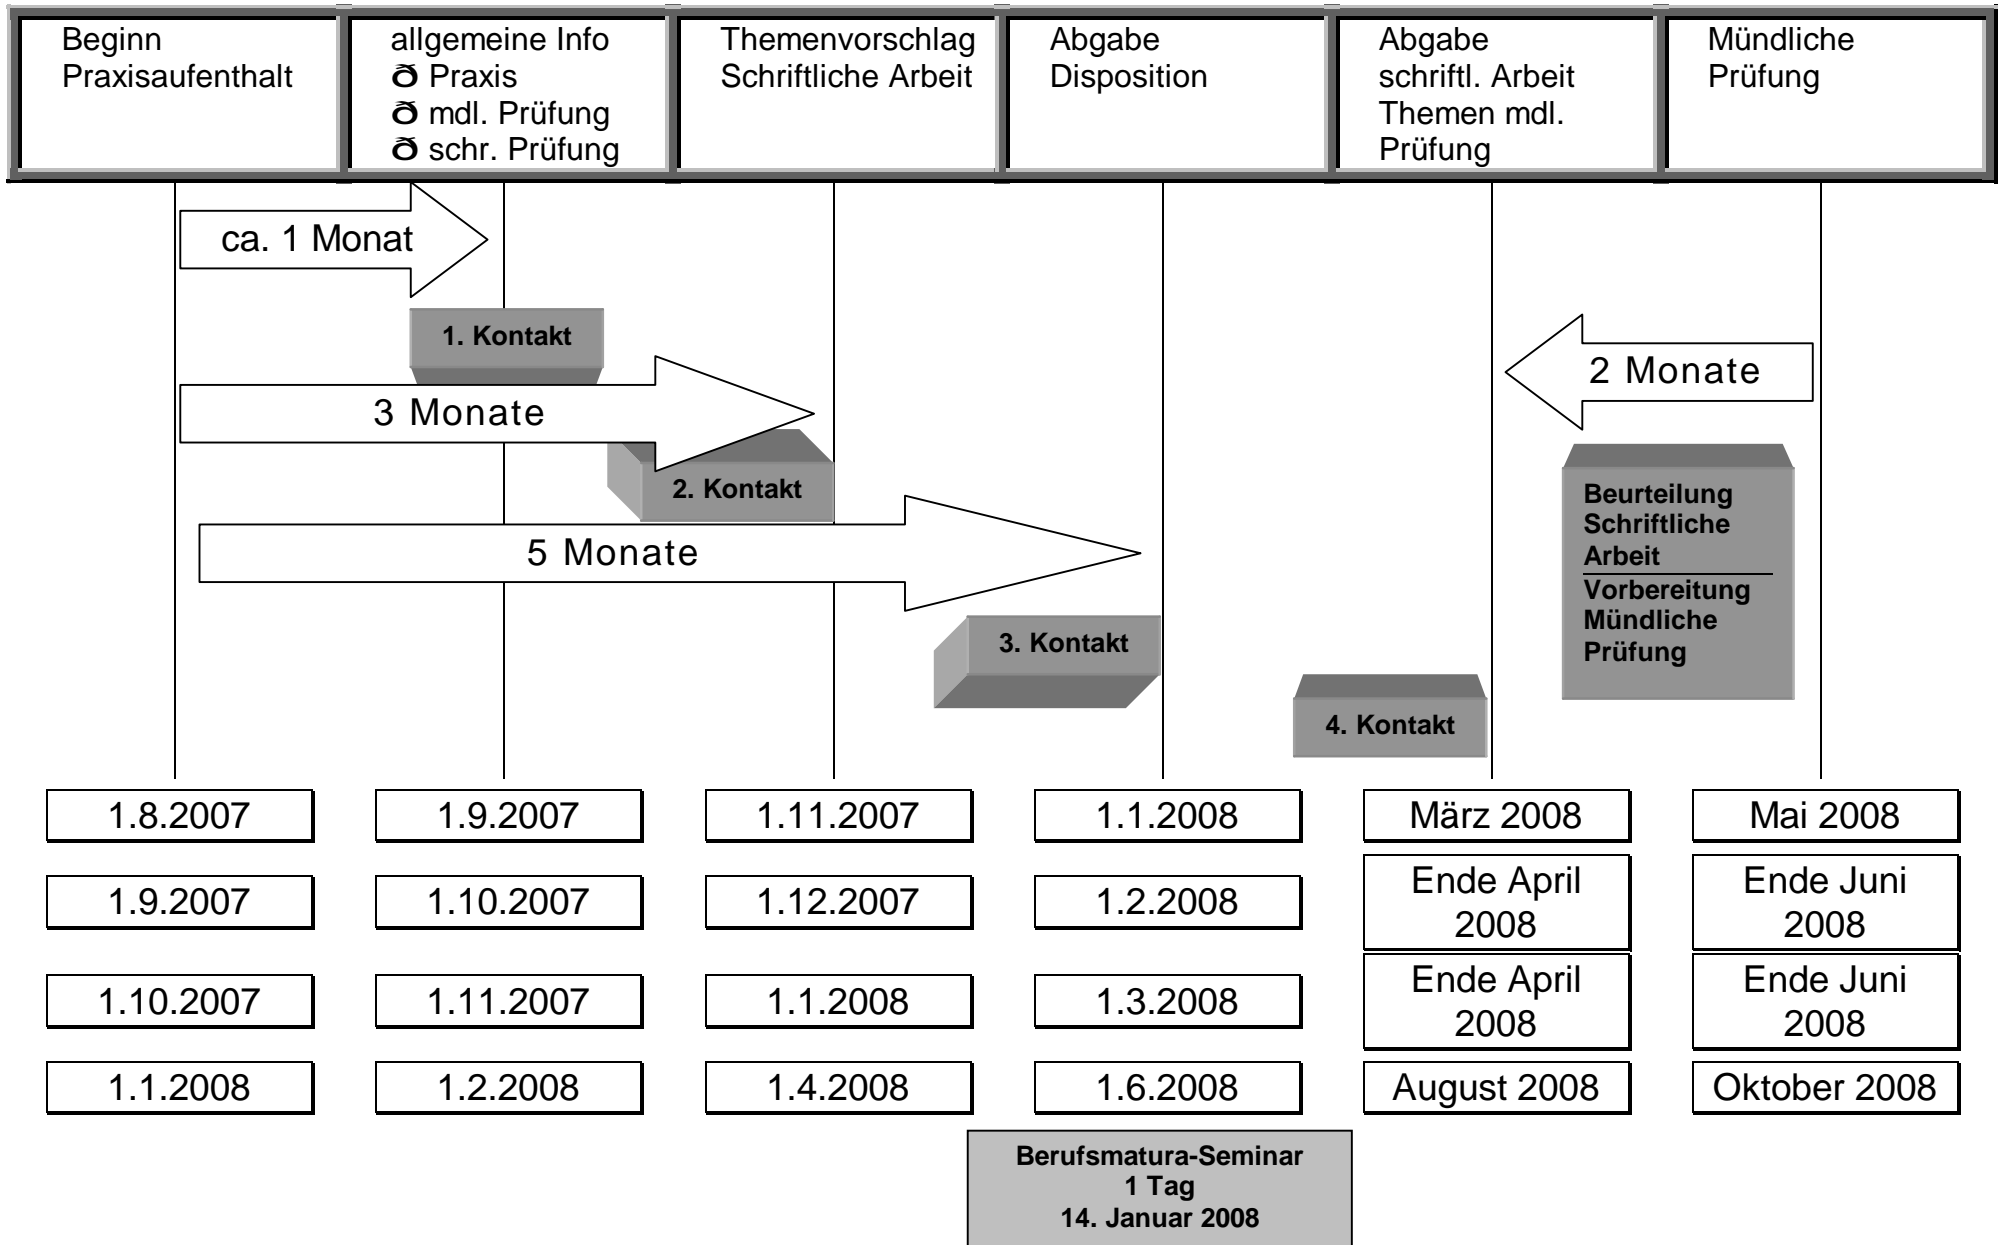 Beginn
Praxisaufenthalt
allgemeine Info
ð Praxis
ð mdl. Prüfung
ð schr. Prüfung
Themenvorschlag
Schriftliche Arbeit
Abgabe
Disposition
Abgabe
schriftl. Arbeit
Themen mdl.
Prüfung
Mündliche
Prüfung
ca. 1 Monat
1. Kontakt
2 Monate
3 Monate
2. Kontakt
Beurteilung
Schriftliche
Arbeit
Vorbereitung
Mündliche
Prüfung
5 Monate
3. Kontakt
4. Kontakt
1.8.2007
1.9.2007
1.11.2007
1.1.2008
März 2008
Mai 2008
1.9.2007
1.10.2007
1.12.2007
1.2.2008
Ende April
2008
Ende Juni
2008
1.10.2007
1.11.2007
1.1.2008
1.3.2008
Ende April
2008
Ende Juni
2008
1.1.2008
1.2.2008
1.4.2008
1.6.2008
August 2008
Oktober 2008
Berufsmatura-Seminar
1 Tag
14. Januar 2008